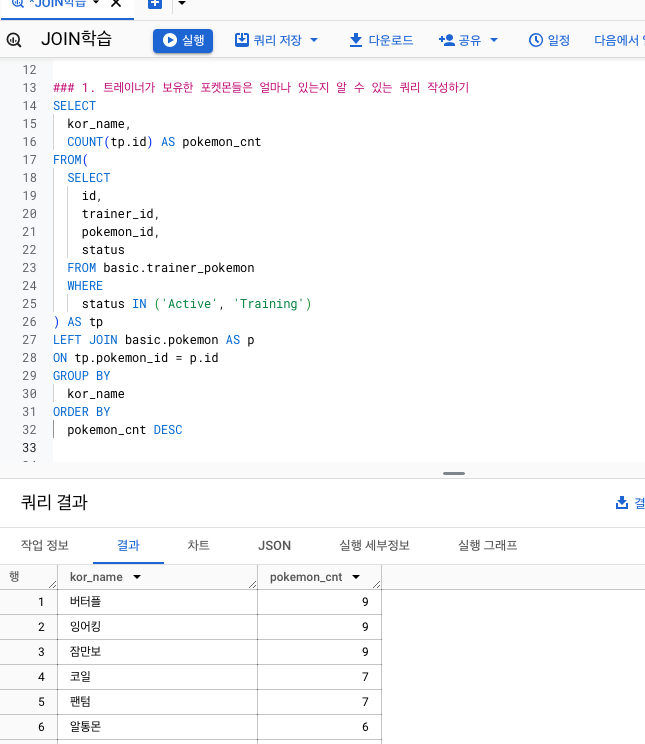 *JOIN학습
JOIN학습 실행 쿼리 저장 다운로드 공유 일정 다음에서
12
13 ### 1. 트레이너가 보유한 포켓몬들은 얼마나 있는지 알 수 있는 쿼리 작성하기
14 SELECT
15 kor_name,
16 COUNT(tp.id) AS pokemon_cnt
17 FROM(
18 SELECT
19 id,
20 trainer_id,
21 pokemon_id,
22 status
23 FROM basic.trainer_pokemon
24 WHERE
25 status IN ('Active', 'Training')
26 ) AS tp
27 LEFT JOIN basic.pokemon AS p
28 ON tp.pokemon_id = p.id
29 GROUP BY
30 kor_name
31 ORDER BY
32 pokemon_cnt DESC
33
쿼리 결과 결
작업 정보 결과 차트 JSON 실행 세부정보 실행 그래프
행 kor_name pokemon_cnt
1 버터플 9
2 잉어킹 9
3 잠만보 9
4 코일 7
5 팬텀 7
6 알통몬 6